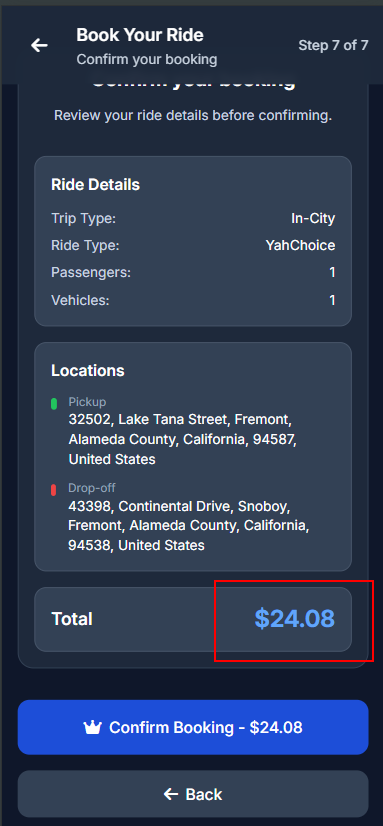 Book Your Ride
Confirm your booking
Step 7 of 7
Confirm your booking
Review your ride details before confirming.
Ride Details
Trip Type: In-City
Ride Type: YahChoice
Passengers: 1
Vehicles: 1
Locations
Pickup
32502, Lake Tana Street, Fremont,
Alameda County, California, 94587,
United States
Drop-off
43398, Continental Drive, Snoboy,
Fremont, Alameda County, California,
94538, United States
Total $24.08
Confirm Booking - $24.08
Back